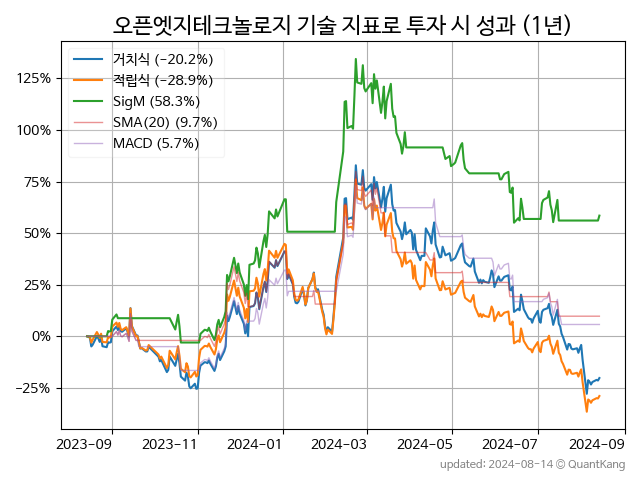 오픈엣지테크놀로지 기술 지표로 투자 시 성과 (1년)
거치식 (−20.2%)
적립식 (−28.9%)
SigM (58.3%)
SMA(20) (9.7%)
MACD (5.7%)
125%
100%
75%
50%
25%
0%
−25%
2023-09 2023-11 2024-01 2024-03 2024-05 2024-07 2024-09
updated: 2024-08-14 © QuantKang